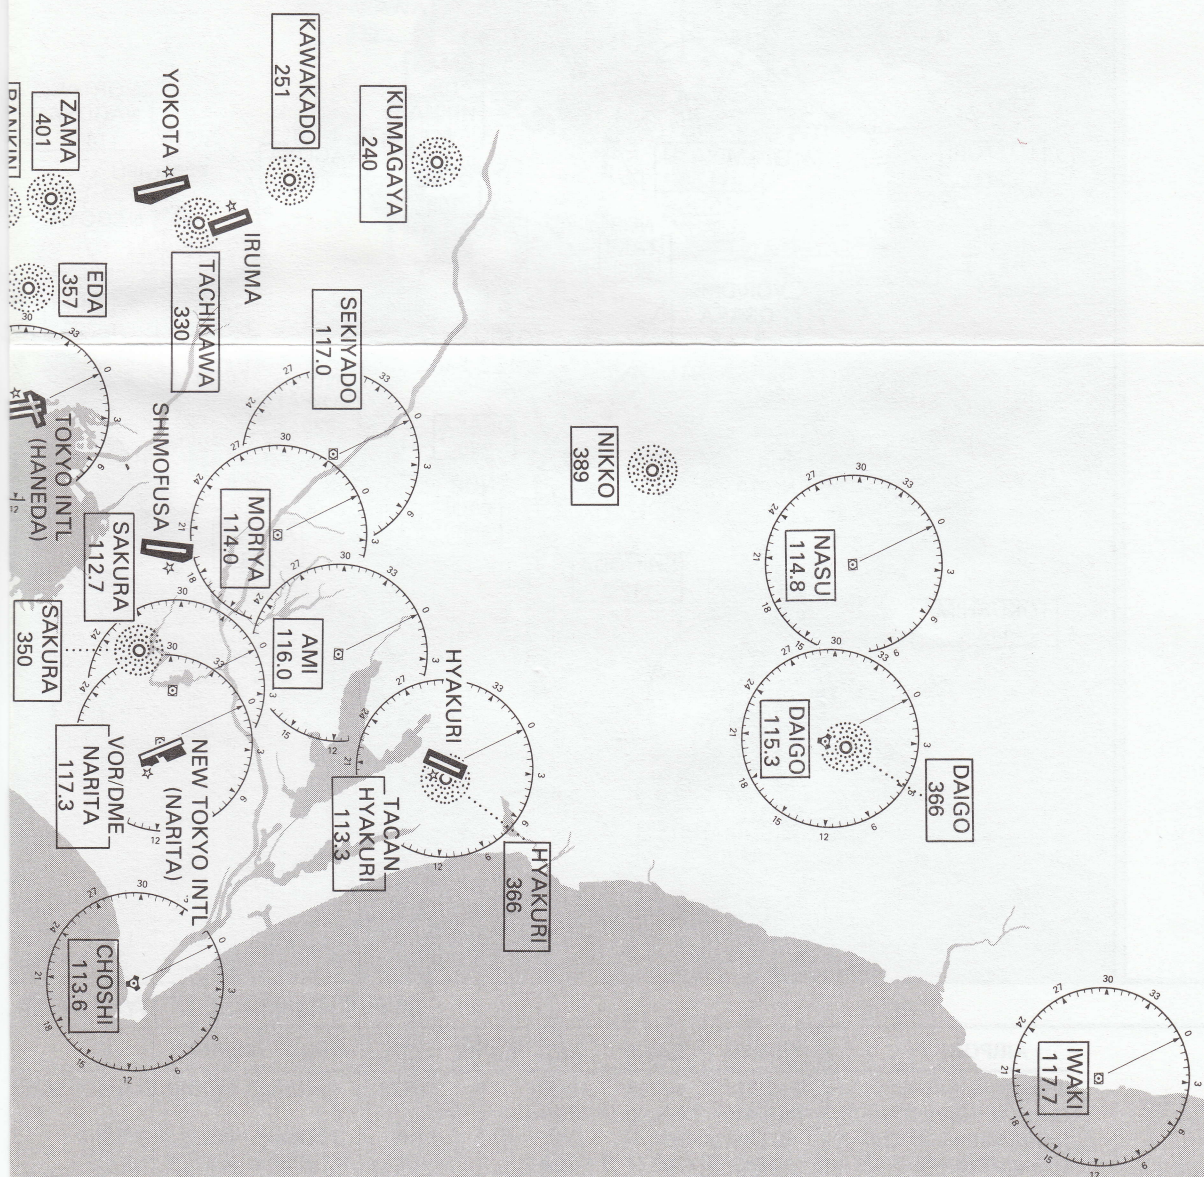 KAWAKADO
251
KUMAGAYA
240
ZAMA
401
YOKOTA
IRUMA
EDA
357
TACHIKAWA
330
SEKIYADO
117.0
TOKYO INTL
(HANEDA)
SHIMOFUSA
MORIYA
114.0
NIKKO
389
NASU
114.8
SAKURA
112.7
SAKURA
350
AMI
116.0
HYAKURI
DAIGO
115.3
DAIGO
366
VOR/DME
NARITA
117.3
NEW TOKYO INTL
(NARITA)
TACAN
HYAKURI
113.3
HYAKURI
366
CHOSHI
113.6
IWAKI
117.7